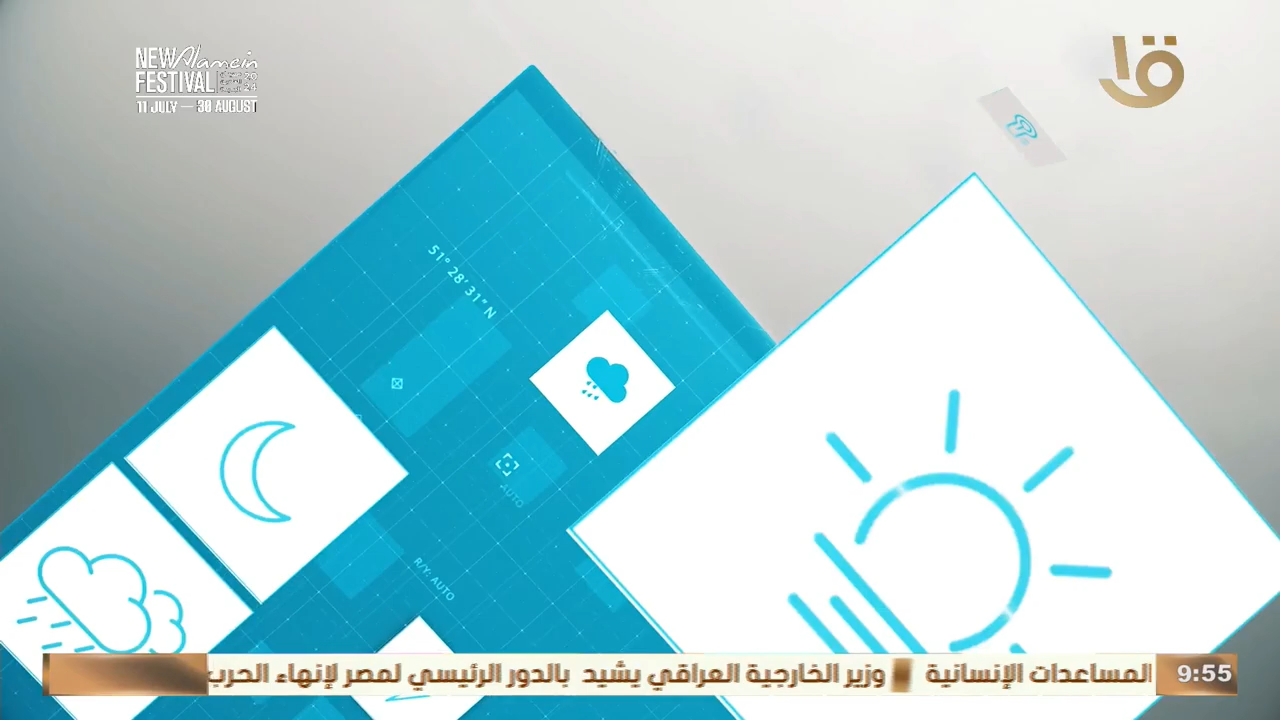 NEW Alamein
FESTIVAL 2024
11 JULY — 30 AUGUST
51° 28' 31" N
AUTO
R/Y: AUTO
المساعدات الإنسانية وزير الخارجية العراقي يشيد بالدور الرئيسي لمصر لإنهاء الحرب
9:55